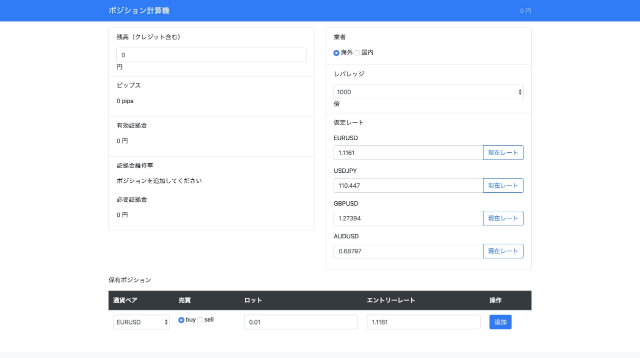 ポジション計算機
0 円
残高（クレジット含む）
0
円
ピップス
0 pips
有効証拠金
0 円
証拠金維持率
ポジションを追加してください
必要証拠金
0 円
業者
海外 国内
レバレッジ
1000
倍
仮定レート
EURUSD
1.1161 現在レート
USDJPY
110.447 現在レート
GBPUSD
1.27394 現在レート
AUDUSD
0.68797 現在レート
保有ポジション
通貨ペア 売買 ロット エントリーレート 操作
EURUSD buy sell 0.01 1.1161 追加